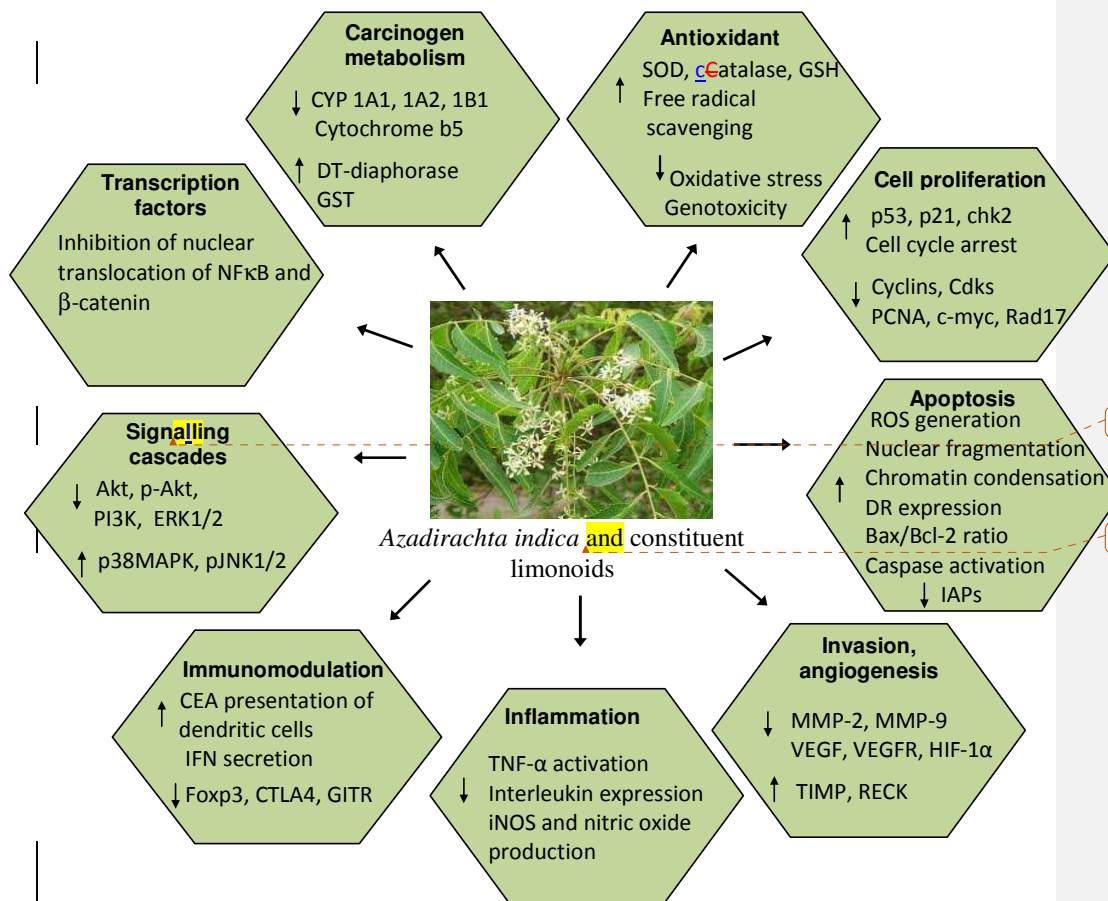 Carcinogen
metabolism
↓ CYP 1A1, 1A2, 1B1
Cytochrome b5
↑ DT-diaphorase
GST
Antioxidant
↑ SOD, cCatalase, GSH
Free radical
scavenging
↓ Oxidative stress
Genotoxicity
Transcription
factors
Inhibition of nuclear
translocation of NFκB and
β-catenin
Cell proliferation
↑ p53, p21, chk2
Cell cycle arrest
↓ Cyclins, Cdks
PCNA, c-myc, Rad17
Signalling
cascades
↓ Akt, p-Akt,
PI3K, ERK1/2
↑ p38MAPK, pJNK1/2
Azadirachta indica and constituent
limonoids
Apoptosis
ROS generation
Nuclear fragmentation
↑ Chromatin condensation
DR expression
Bax/Bcl-2 ratio
Caspase activation
↓ IAPs
Immunomodulation
↑ CEA presentation of
dendritic cells
IFN secretion
↓ Foxp3, CTLA4, GITR
Inflammation
TNF-α activation
↓ Interleukin expression
iNOS and nitric oxide
production
Invasion,
angiogenesis
↓ MMP-2, MMP-9
VEGF, VEGFR, HIF-1α
↑ TIMP, RECK